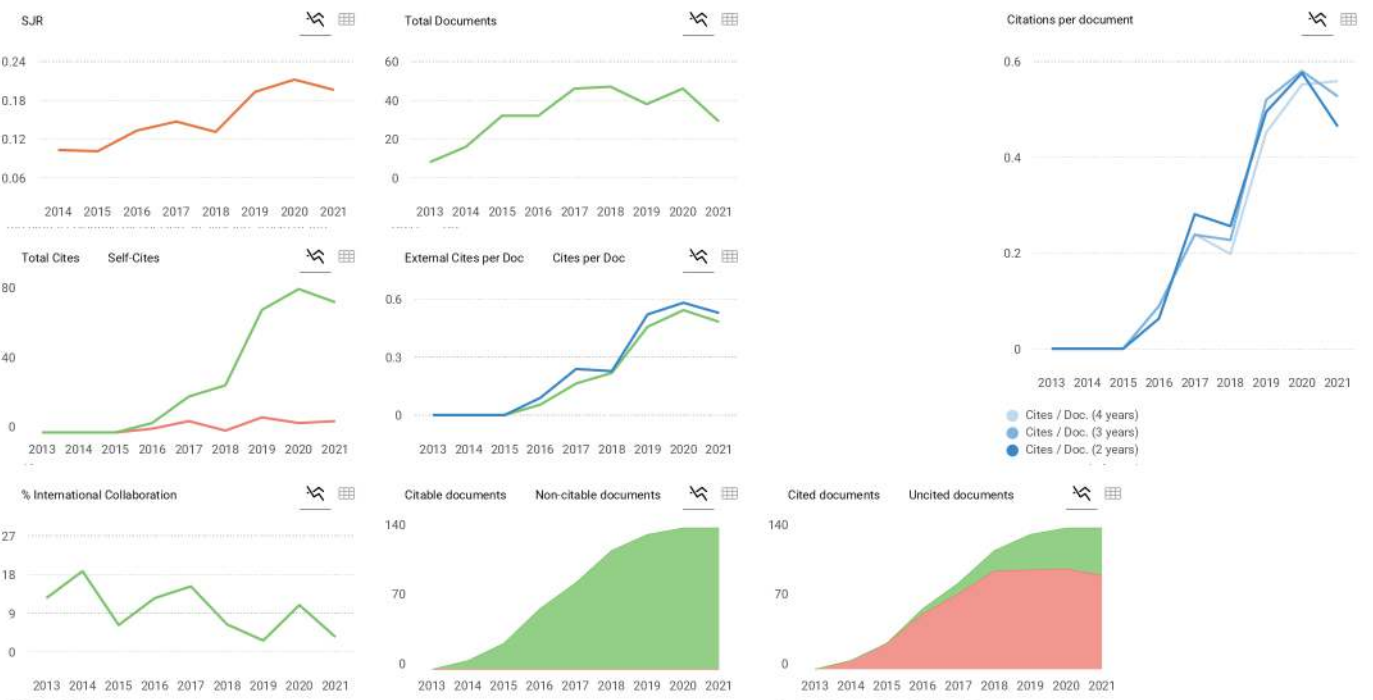 SJR
0.24
0.18
0.12
0.06
2014 2015 2016 2017 2018 2019 2020 2021
Total Documents
60
40
20
0
2013 2014 2015 2016 2017 2018 2019 2020 2021
Citations per document
0.6
0.4
0.2
0
2013 2014 2015 2016 2017 2018 2019 2020 2021
Cites / Doc. (4 years)
Cites / Doc. (3 years)
Cites / Doc. (2 years)
Total Cites Self-Cites
80
40
0
2013 2014 2015 2016 2017 2018 2019 2020 2021
External Cites per Doc Cites per Doc
0.6
0.3
0
2013 2014 2015 2016 2017 2018 2019 2020 2021
% International Collaboration
27
18
9
0
2013 2014 2015 2016 2017 2018 2019 2020 2021
Citable documents Non-citable documents
140
70
0
2013 2014 2015 2016 2017 2018 2019 2020 2021
Cited documents Uncited documents
140
70
0
2013 2014 2015 2016 2017 2018 2019 2020 2021